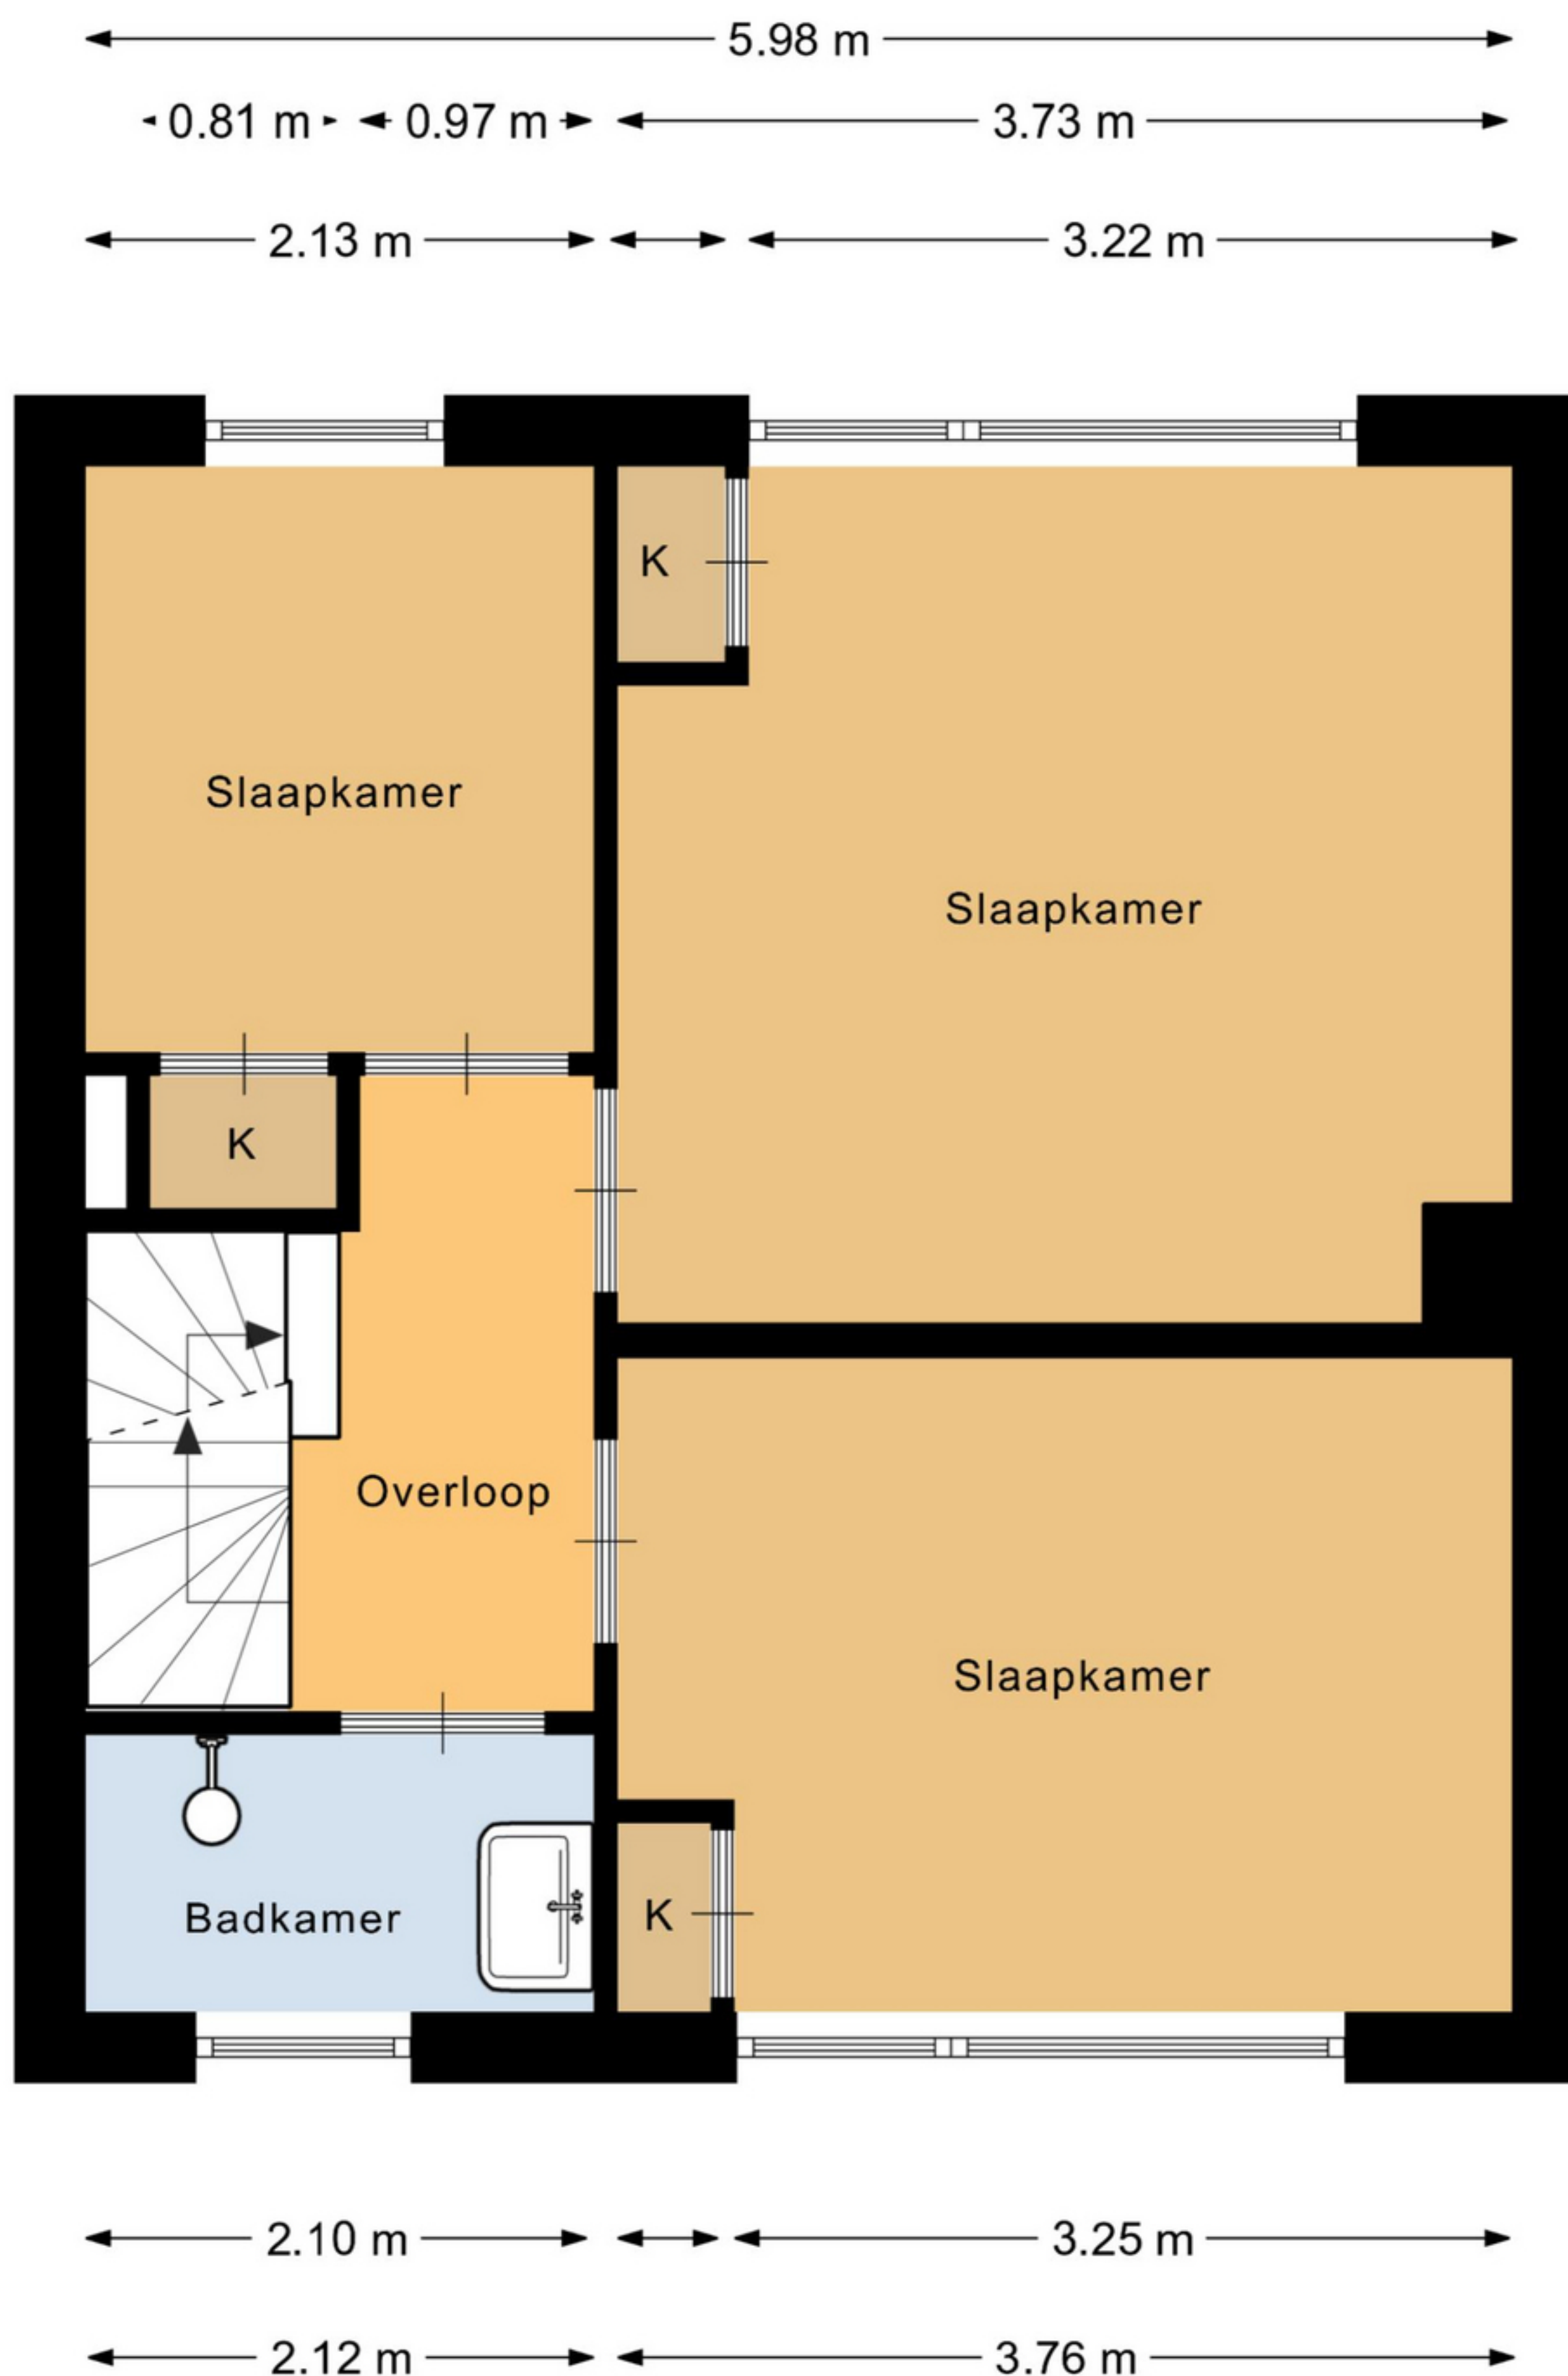 5.98 m
0.81 m 0.97 m 3.73 m
2.13 m 3.22 m
K
Slaapkamer
Slaapkamer
K
Overloop
Slaapkamer
Badkamer K
2.10 m 3.25 m
2.12 m 3.76 m